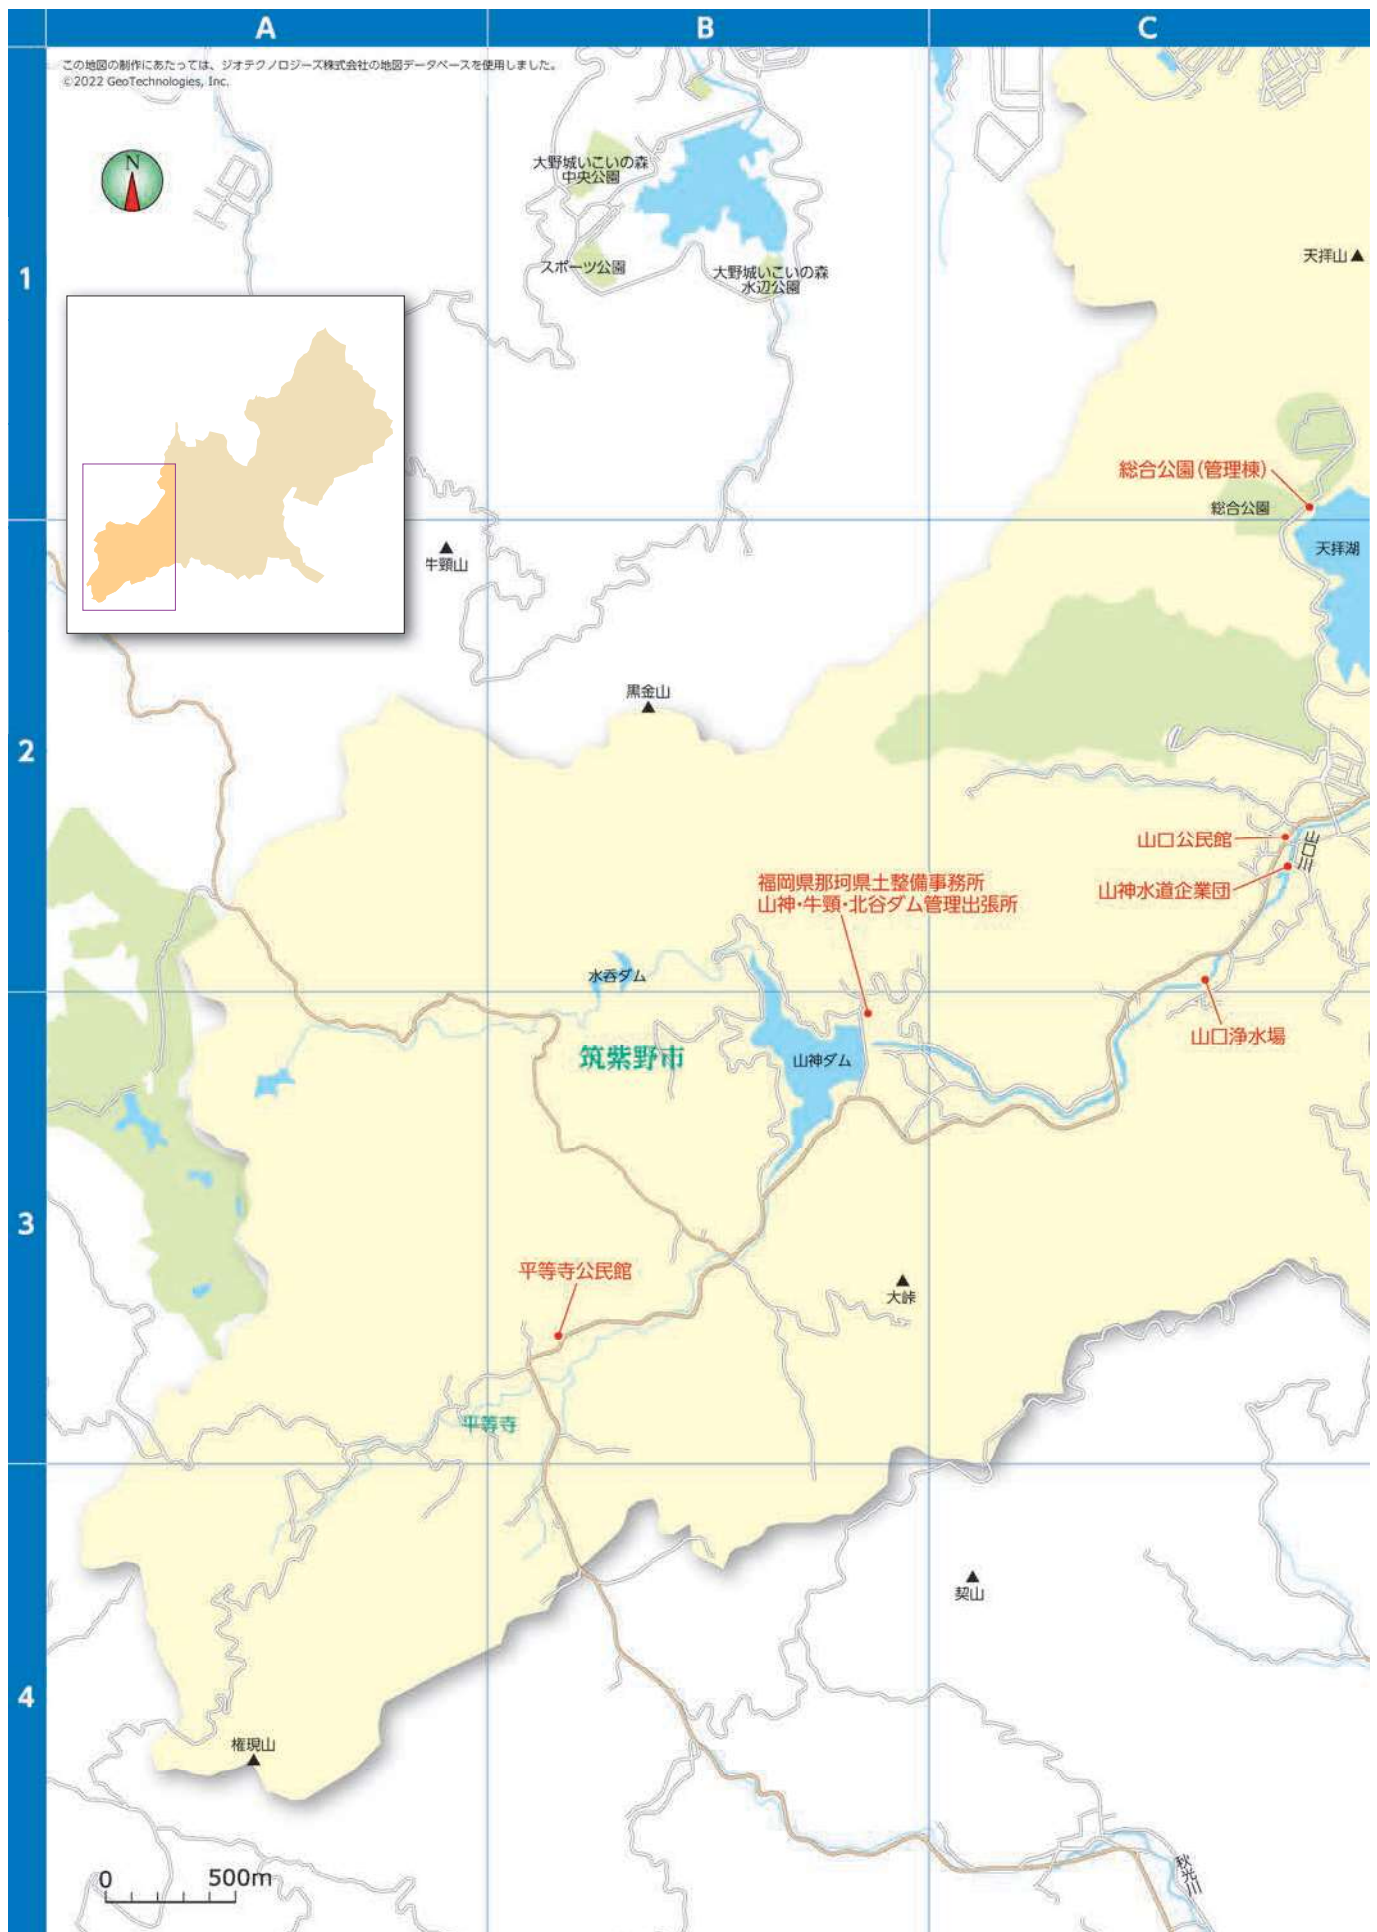 A
B
C
この地図の制作にあたっては、ジオテクノロジーズ株式会社の地図データベースを使用しました。
©2022 GeoTechnologies, Inc.
N
大野城いこいの森
中央公園
スポーツ公園
大野城いこいの森
水辺公園
天拝山
1
総合公園(管理棟)
総合公園
天拝湖
牛頸山
黒金山
2
山口公民館
山口川
山神水道企業団
福岡県那珂県土整備事務所
山神・牛頸・北谷ダム管理出張所
水呑ダム
山口浄水場
筑紫野市
山神ダム
3
平等寺公民館
大峠
平等寺
契山
4
権現山
0 500m
秋光川